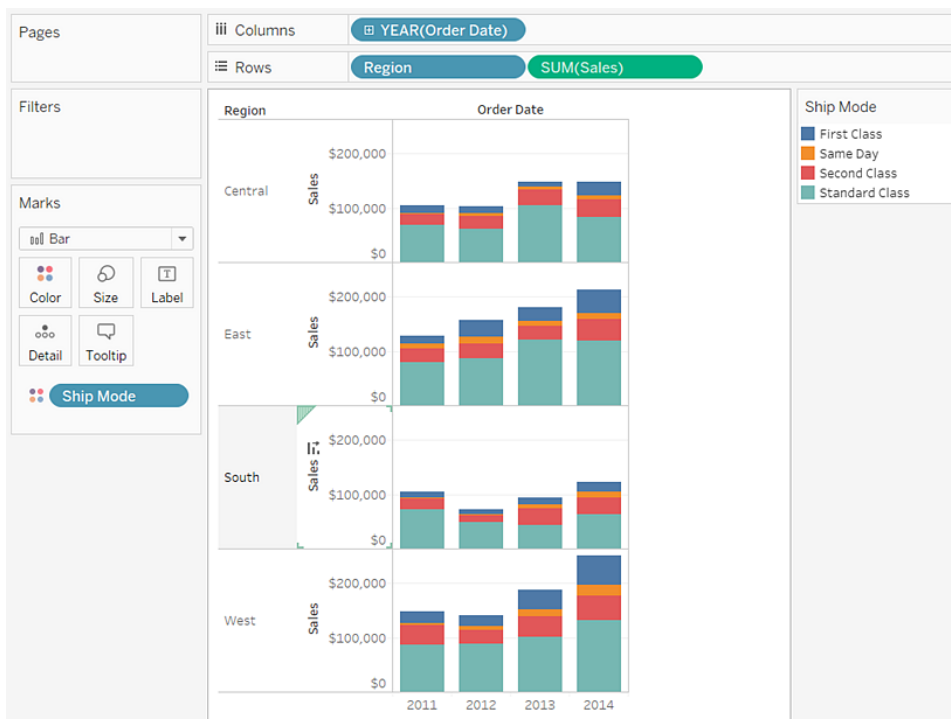 Pages
Columns
YEAR(Order Date)
Rows
Region
SUM(Sales)
Filters
Marks
Bar
Color
Size
Label
Detail
Tooltip
Ship Mode
Region
Order Date
Central
Sales
$200,000
$100,000
$0
East
Sales
$200,000
$100,000
$0
South
Sales
$200,000
$100,000
$0
West
Sales
$200,000
$100,000
$0
2011 2012 2013 2014
Ship Mode
First Class
Same Day
Second Class
Standard Class